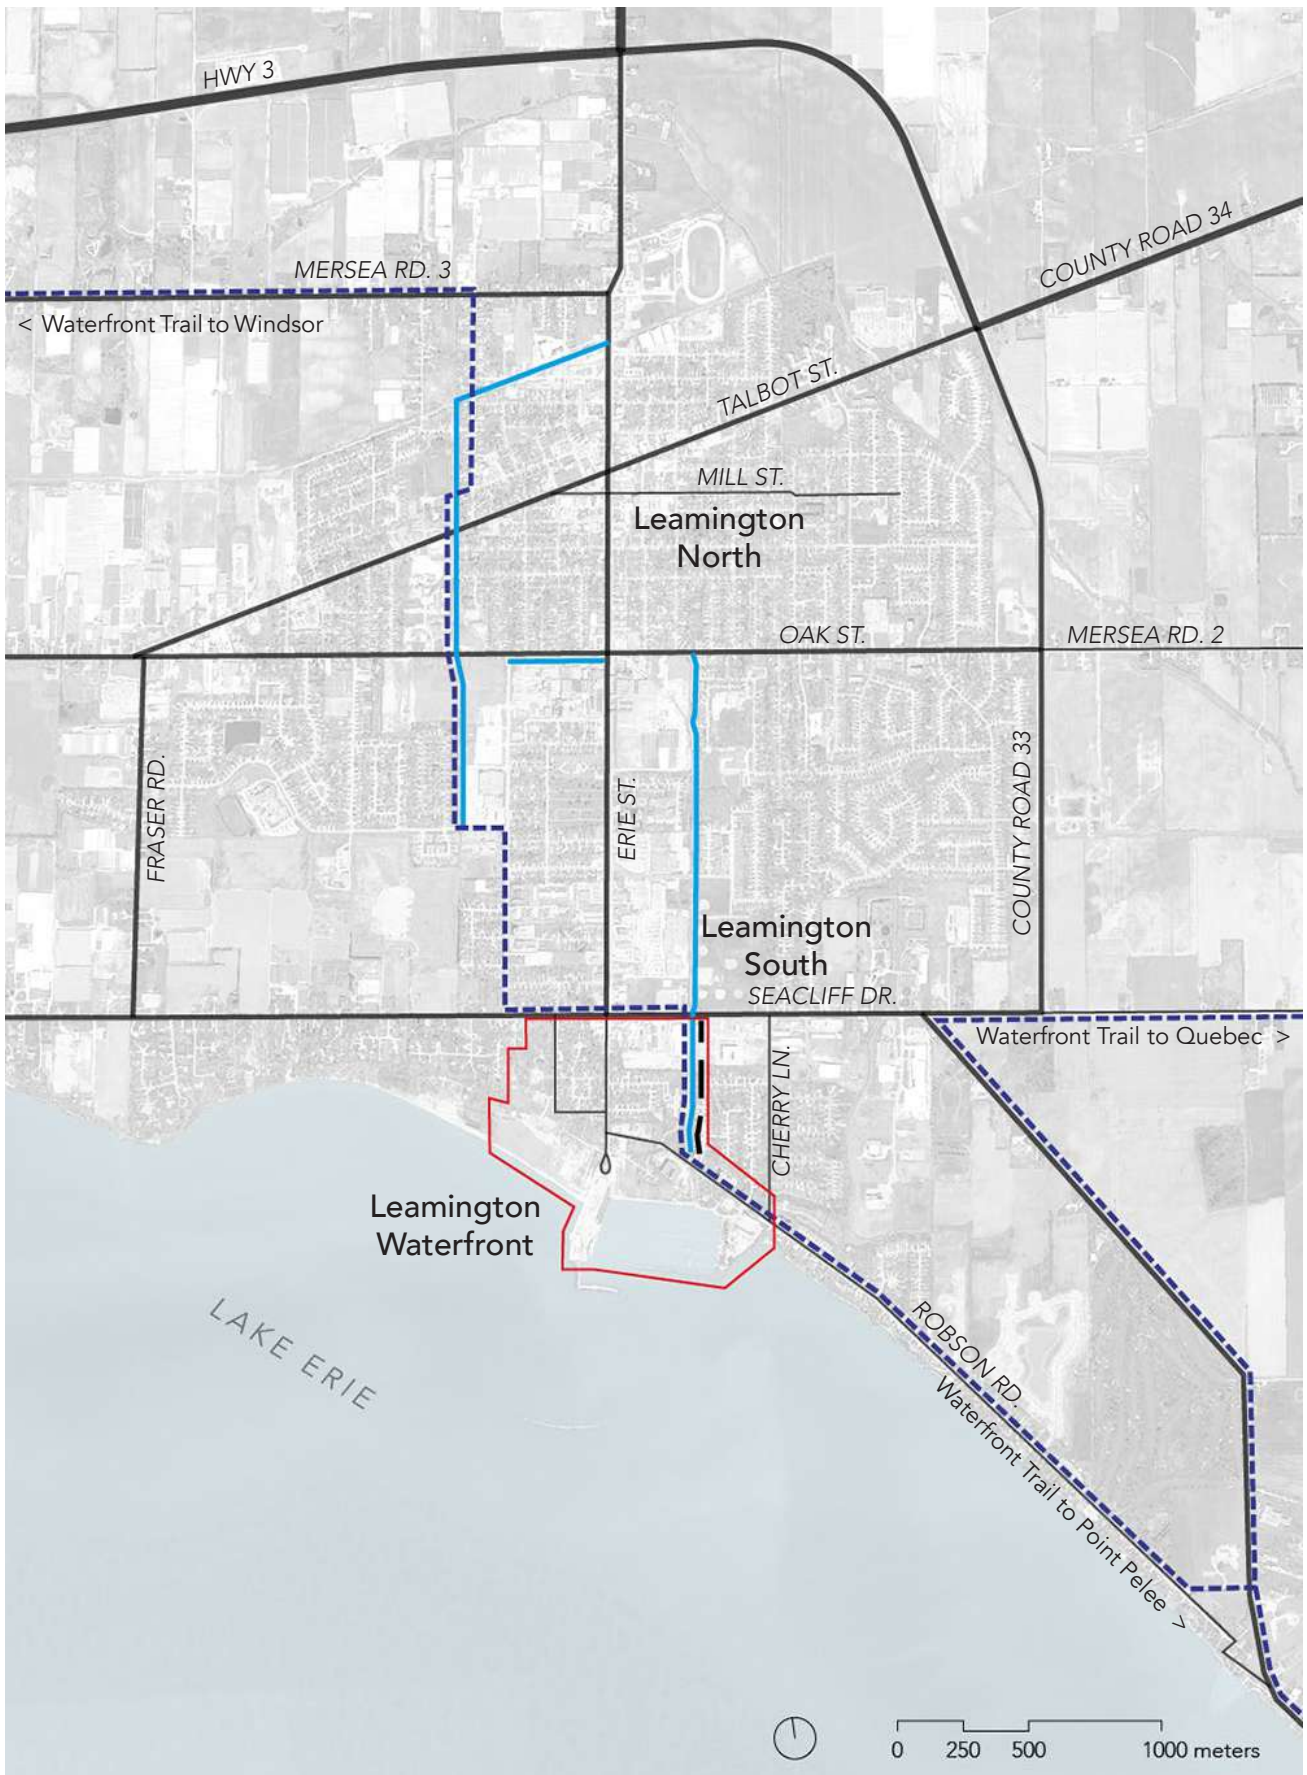 HWY 3
COUNTY ROAD 34
MERSEA RD. 3
< Waterfront Trail to Windsor
TALBOT ST.
MILL ST.
Leamington
North
OAK ST.
MERSEA RD. 2
FRASER RD.
ERIE ST.
COUNTY ROAD 33
Leamington
South
SEACLIFF DR.
Waterfront Trail to Quebec >
CHERRY LN.
Leamington
Waterfront
LAKE ERIE
ROBSON RD.
Waterfront Trail to Point Pelee >
0 250 500 1000 meters